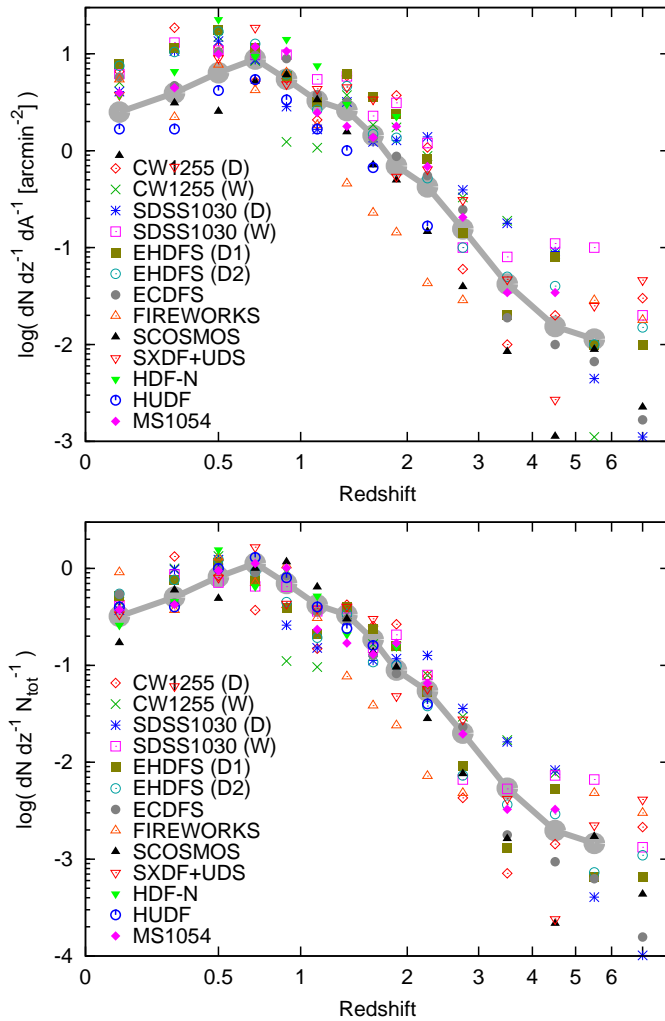 log( dN dz^-1 dA^-1 [arcmin^-2] )
1
0
-1
-2
-3
CW1255 (D)
CW1255 (W)
SDSS1030 (D)
SDSS1030 (W)
EHDFS (D1)
EHDFS (D2)
ECDFS
FIREWORKS
SCOSMOS
SXDF+UDS
HDF-N
HUDF
MS1054
0 0.5 1 2 3 4 5 6
Redshift
log( dN dz^-1 N_tot^-1 )
0
-1
-2
-3
-4
CW1255 (D)
CW1255 (W)
SDSS1030 (D)
SDSS1030 (W)
EHDFS (D1)
EHDFS (D2)
ECDFS
FIREWORKS
SCOSMOS
SXDF+UDS
HDF-N
HUDF
MS1054
0 0.5 1 2 3 4 5 6
Redshift